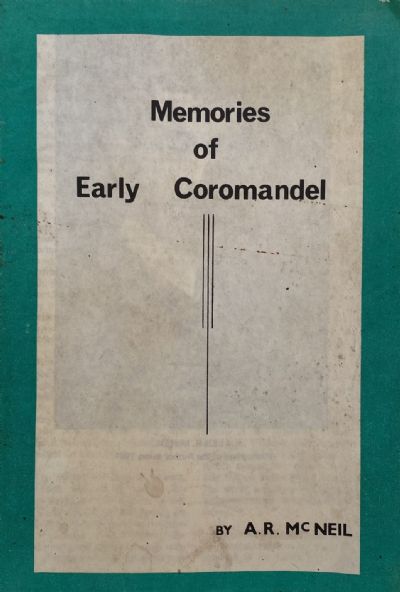 Memories
of
Early Coromandel
BY A.R. McNEIL